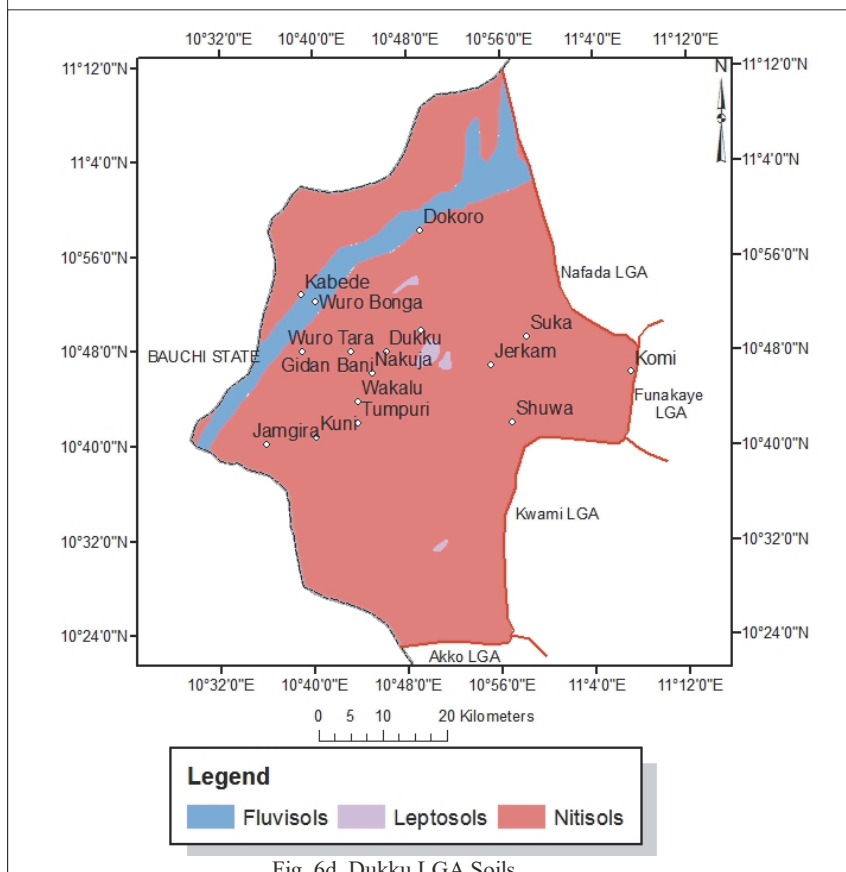 10°32'0"E 10°40'0"E 10°48'0"E 10°56'0"E 11°4'0"E 11°12'0"E
11°12'0"N 11°12'0"N
N
11°4'0"N 11°4'0"N
Dokoro
10°56'0"N 10°56'0"N
Nafada LGA
Kabede
Wuro Bonga
Suka
Wuro Tara Dukku
10°48'0"N BAUCHI STATE Gidan Bani Nakuja Jerkam Komi 10°48'0"N
Wakalu Funakaye
LGA
Tumpuri Shuwa
Jamgira Kuni
10°40'0"N 10°40'0"N
Kwami LGA
10°32'0"N 10°32'0"N
10°24'0"N 10°24'0"N
Akko LGA
10°32'0"E 10°40'0"E 10°48'0"E 10°56'0"E 11°4'0"E 11°12'0"E
0 5 10 20 Kilometers
Legend
Fluvisols Leptosols Nitisols
Fig. 6d. Dukku LGA Soils